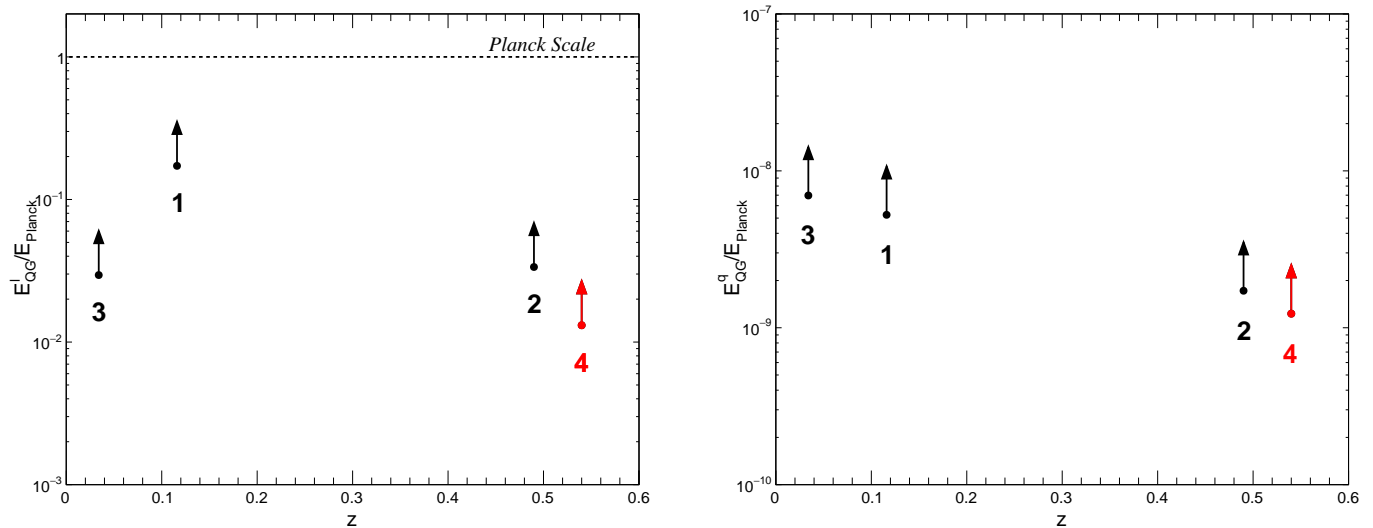 Planck Scale
1
10⁻¹
10⁻²
10⁻³
E^l_QG/E_Planck
3
1
2
4
0 0.1 0.2 0.3 0.4 0.5 0.6
z
10⁻⁷
10⁻⁸
10⁻⁹
10⁻¹⁰
E^q_QG/E_Planck
3
1
2
4
0 0.1 0.2 0.3 0.4 0.5 0.6
z